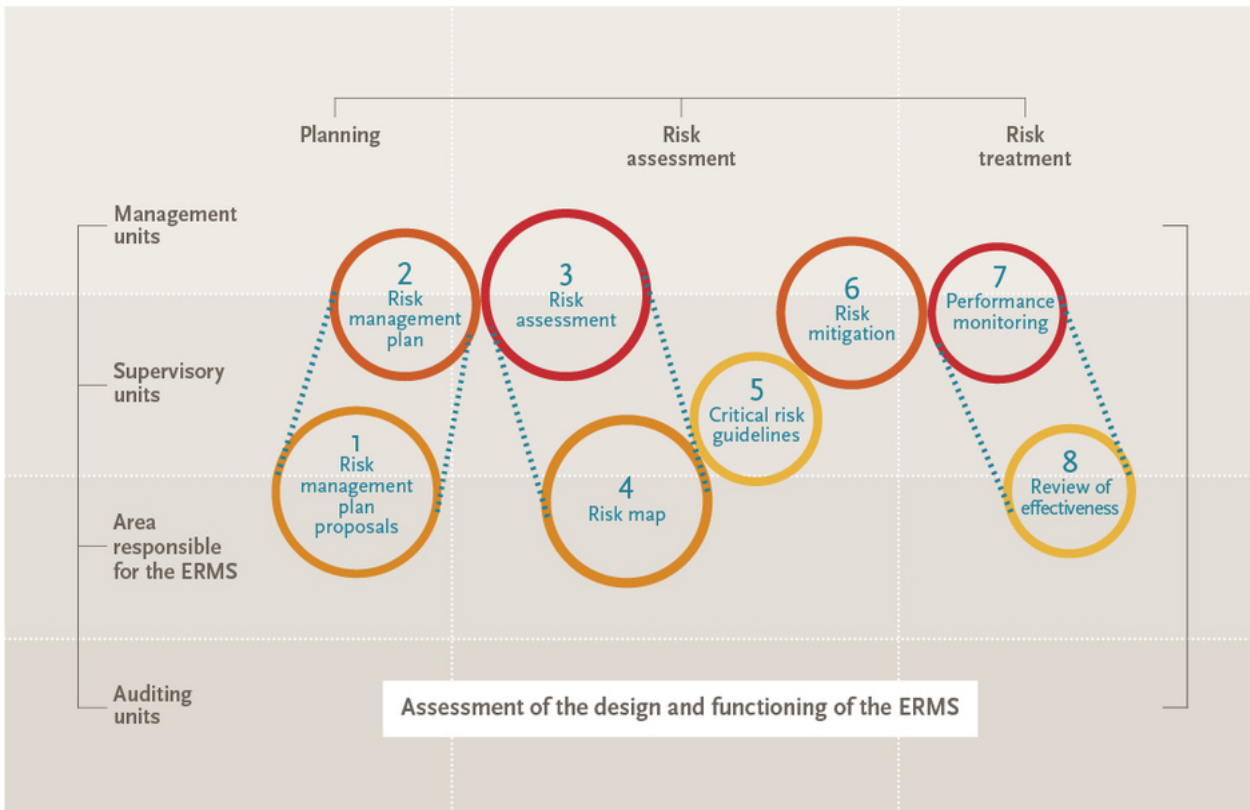 Planning
Risk
assessment
Risk
treatment
Management
units
2
Risk
management
plan
3
Risk
assessment
6
Risk
mitigation
7
Performance
monitoring
Supervisory
units
5
Critical risk
guidelines
1
Risk
management
plan
proposals
4
Risk map
8
Review of
effectiveness
Area
responsible
for the ERMS
Auditing
units
Assessment of the design and functioning of the ERMS